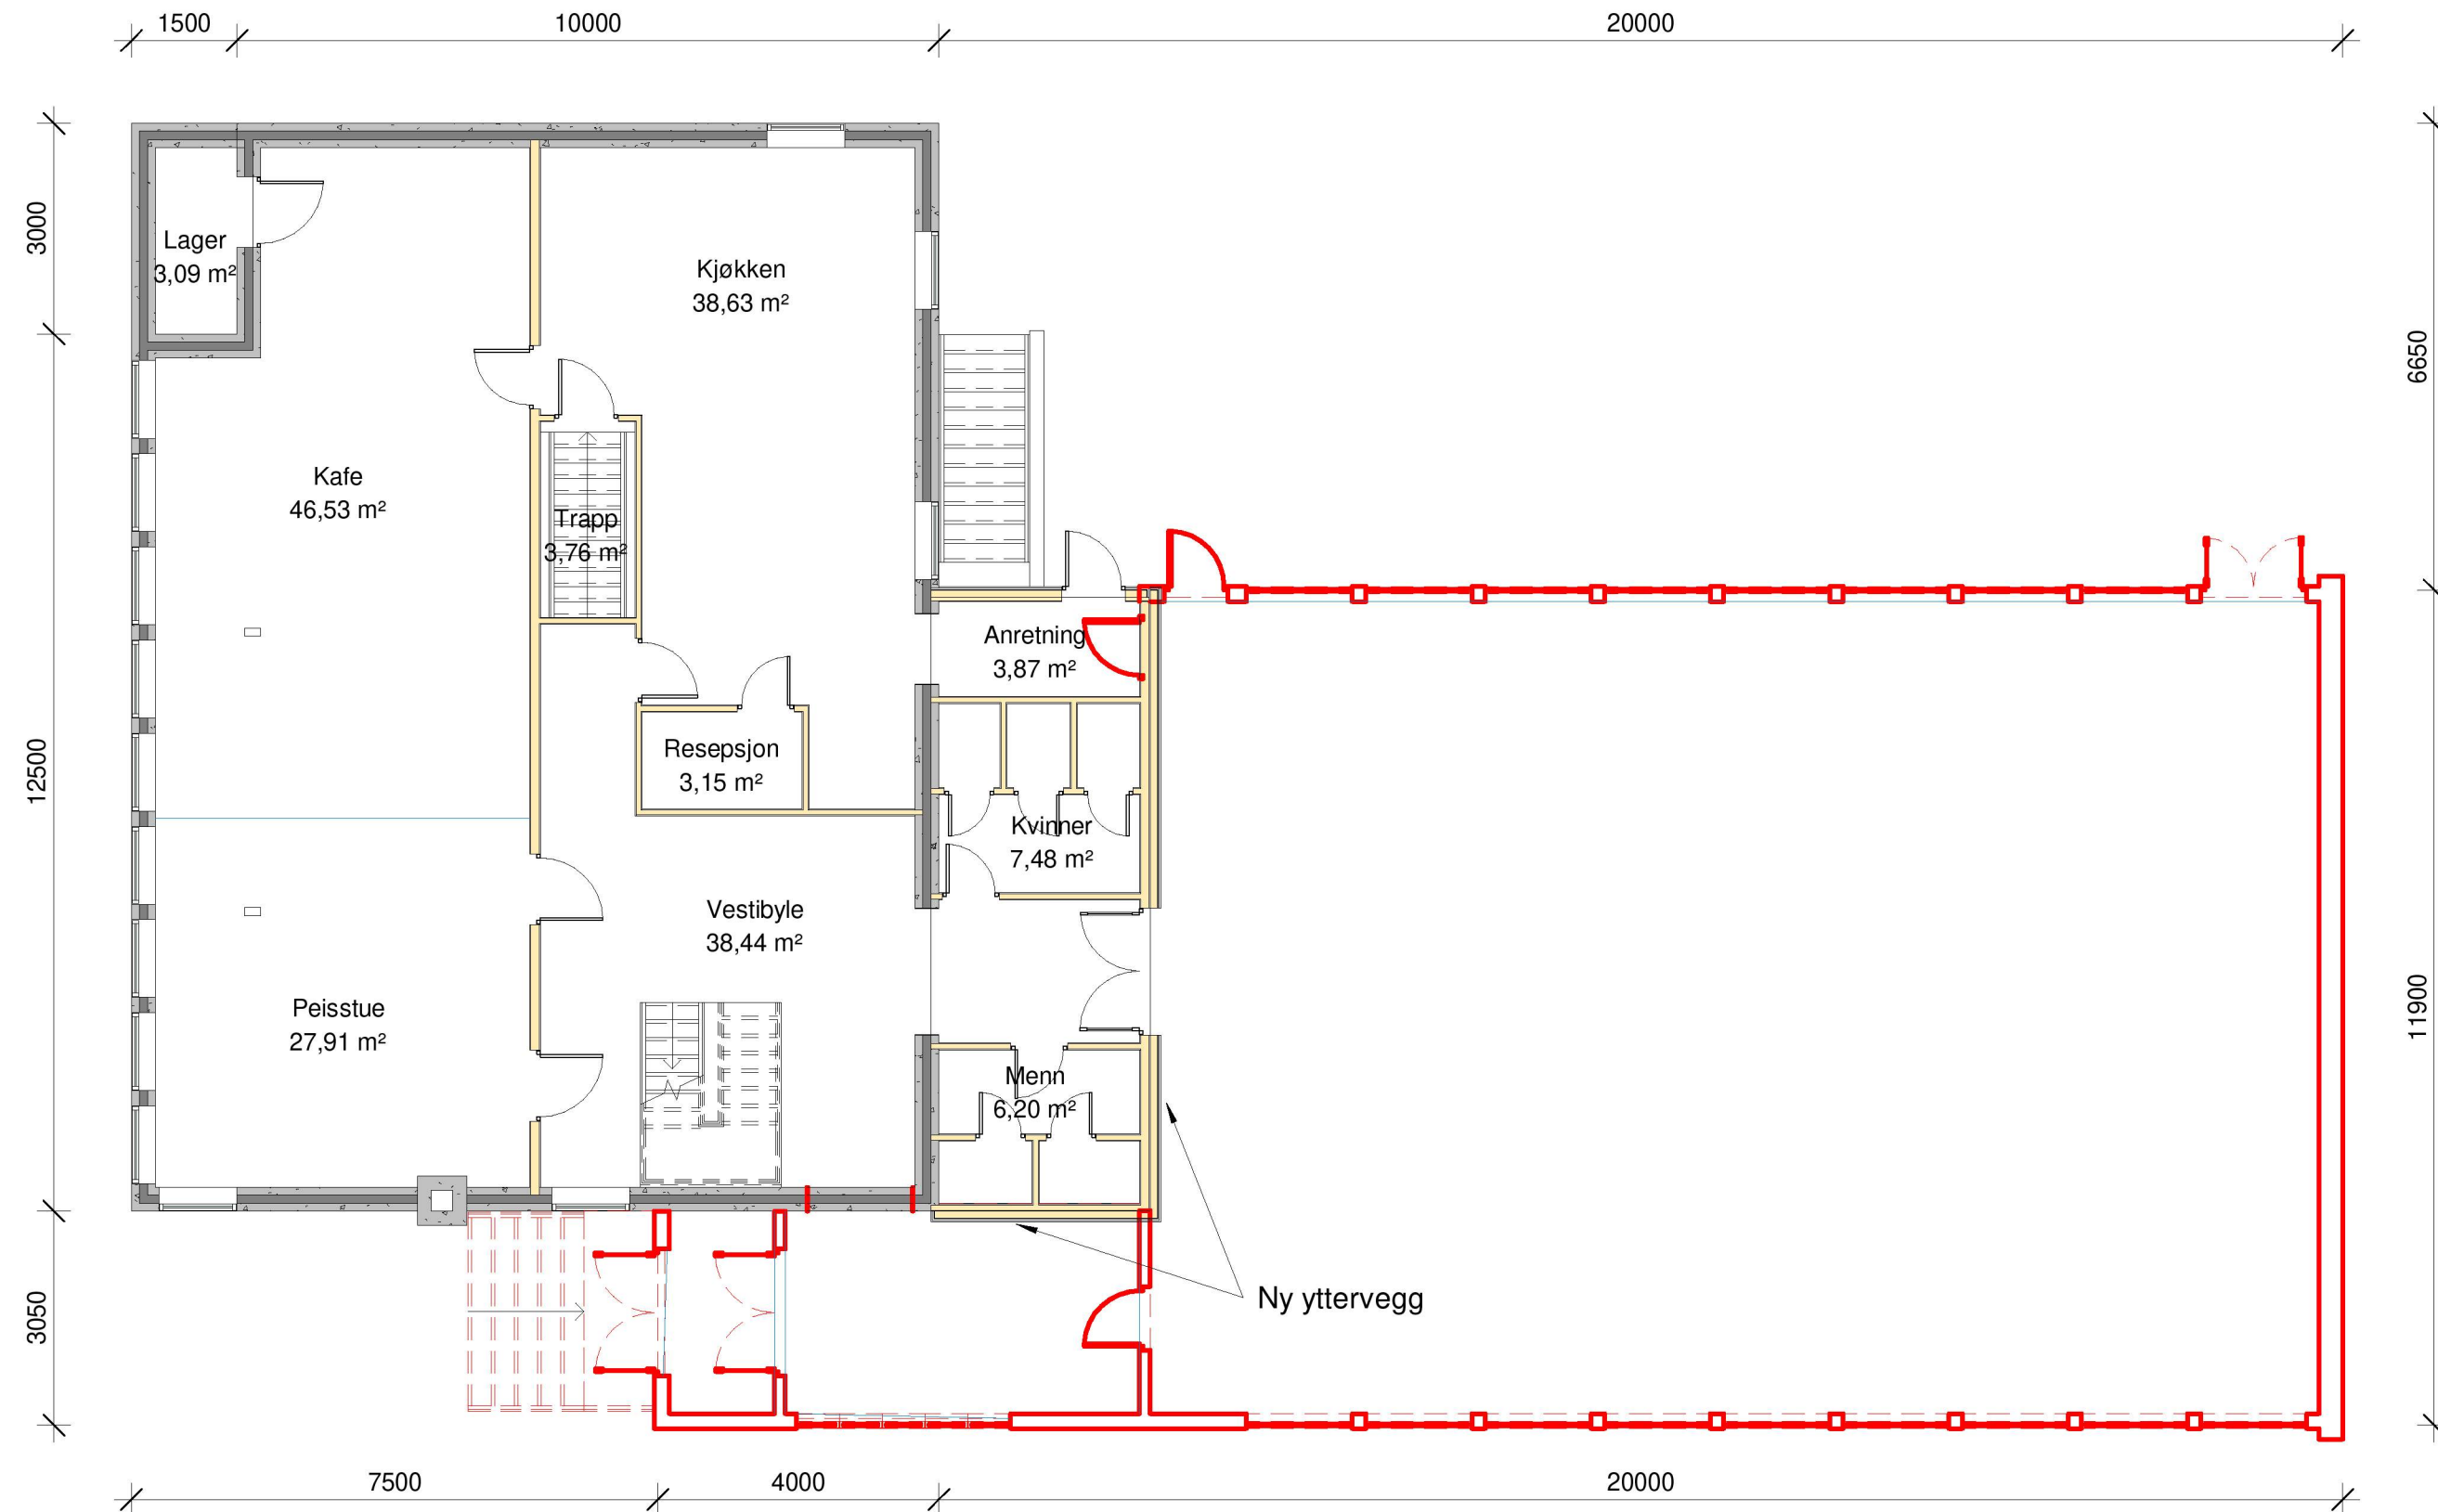 1500
10000
20000
3000
12500
3050
6650
11900
Lager
3,09 m²
Kjøkken
38,63 m²
Kafe
46,53 m²
Trapp
3,76 m²
Anretning
3,87 m²
Resepsjon
3,15 m²
Kvinner
7,48 m²
Vestibyle
38,44 m²
Peisstue
27,91 m²
Menn
6,20 m²
Ny yttervegg
7500
4000
20000